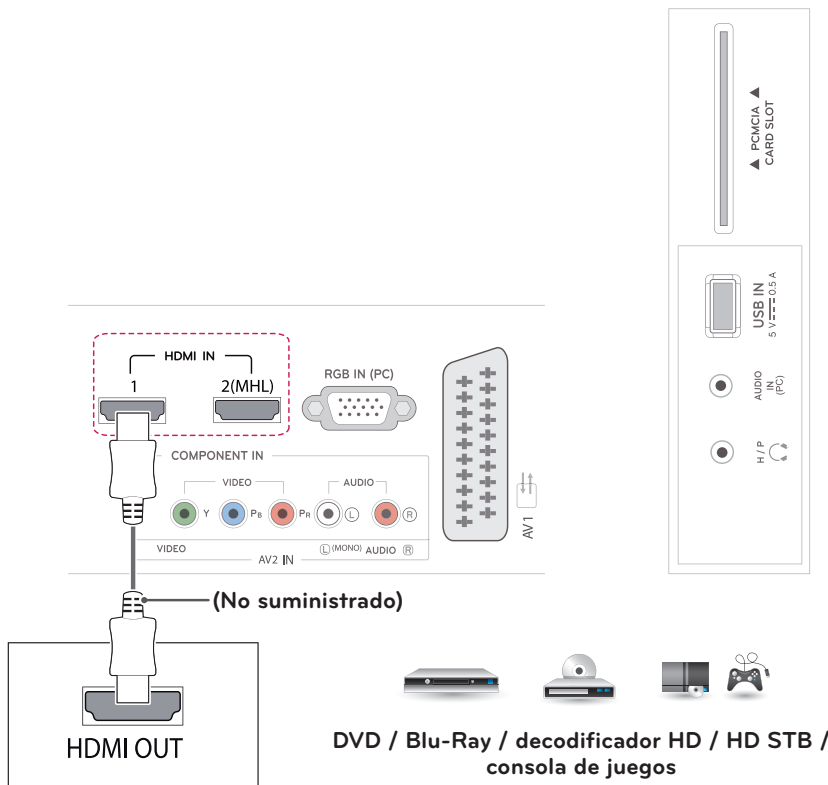 ▲ PCMCIA ▲
CARD SLOT
USB IN
5 V 0.5 A
AUDIO
IN
(PC)
H / P
HDMI IN
1
2(MHL)
RGB IN (PC)
COMPONENT IN
VIDEO
AUDIO
Y
PB
PR
L
R
VIDEO
L (MONO) AUDIO R
AV2 IN
AV1
(No suministrado)
HDMI OUT
DVD / Blu-Ray / decodificador HD / HD STB /
consola de juegos